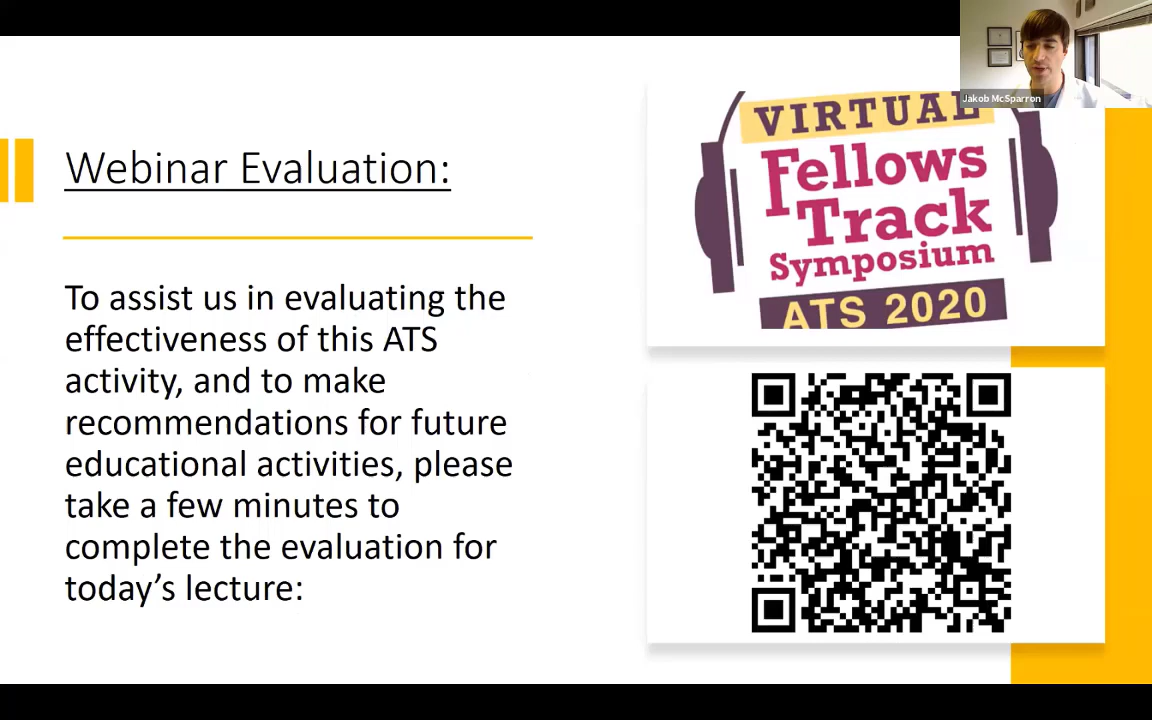 Jakob McSparron
Webinar Evaluation:
To assist us in evaluating the
effectiveness of this ATS
activity, and to make
recommendations for future
educational activities, please
take a few minutes to
complete the evaluation for
today’s lecture:
VIRTUAL
Fellows
Track
Symposium
ATS 2020